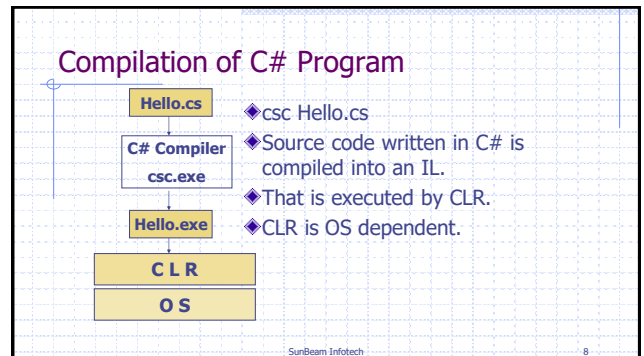 Compilation of C# Program
Hello.cs
C# Compiler
csc.exe
Hello.exe
C L R
O S
csc Hello.cs
Source code written in C# is
compiled into an IL.
That is executed by CLR.
CLR is OS dependent.
SunBeam Infotech
8